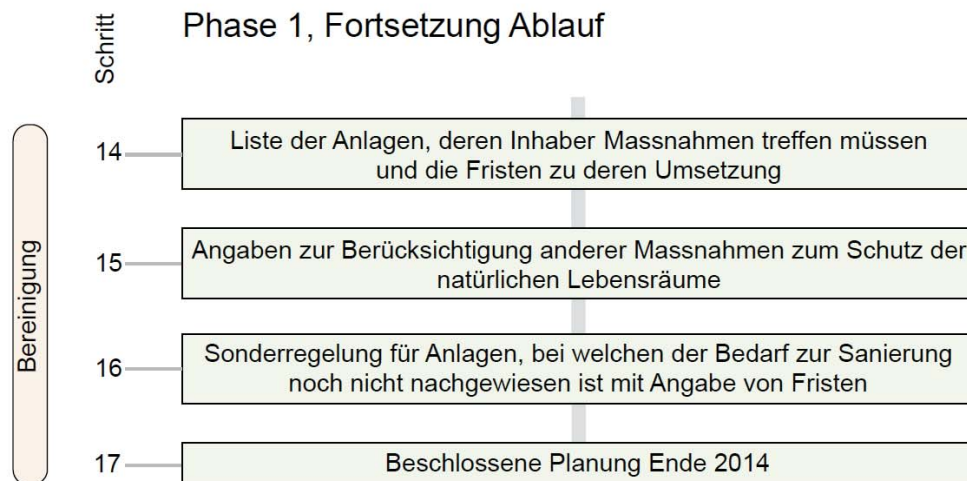 Schritt
Phase 1, Fortsetzung Ablauf
Bereinigung
14
Liste der Anlagen, deren Inhaber Massnahmen treffen müssen
und die Fristen zu deren Umsetzung
15
Angaben zur Berücksichtigung anderer Massnahmen zum Schutz der
natürlichen Lebensräume
16
Sonderregelung für Anlagen, bei welchen der Bedarf zur Sanierung
noch nicht nachgewiesen ist mit Angabe von Fristen
17
Beschlossene Planung Ende 2014